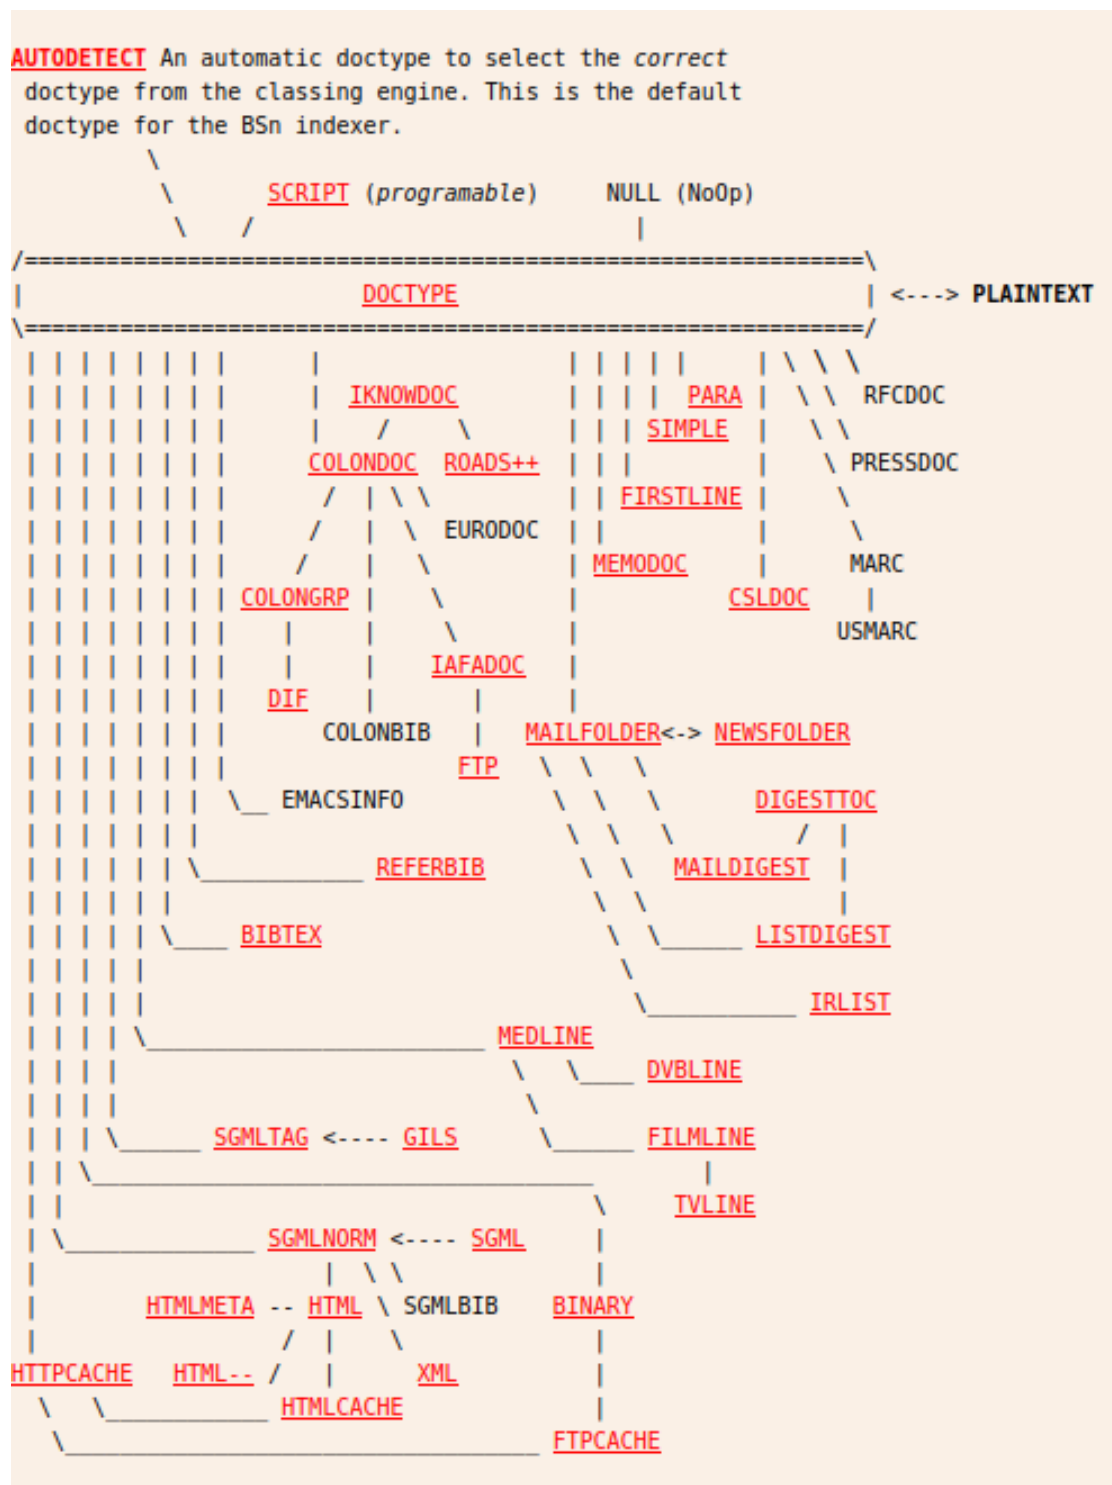 AUTODETECT An automatic doctype to select the correct
doctype from the classing engine. This is the default
doctype for the BSn indexer.
SCRIPT (programable) NULL (NoOp)
DOCTYPE <---> PLAINTEXT
IKNOWDOC PARA RFCDOC
SIMPLE
COLONDOC ROADS++ PRESSDOC
FIRSTLINE
EURODOC
MEMODOC MARC
COLONGRP CSLDOC
USMARC
IAFADOC
DIF
COLONBIB MAILFOLDER<-> NEWSFOLDER
FTP
EMACSINFO DIGESTTOC
REFERBIB MAILDIGEST
BIBTEX LISTDIGEST
IRLIST
MEDLINE
DVBLINE
SGMLTAG <---- GILS FILMLINE
TVLINE
SGMLNORM <---- SGML
HTMLMETA -- HTML SGMLBIB BINARY
HTTPCACHE HTML-- XML
HTMLCACHE
FTPCACHE